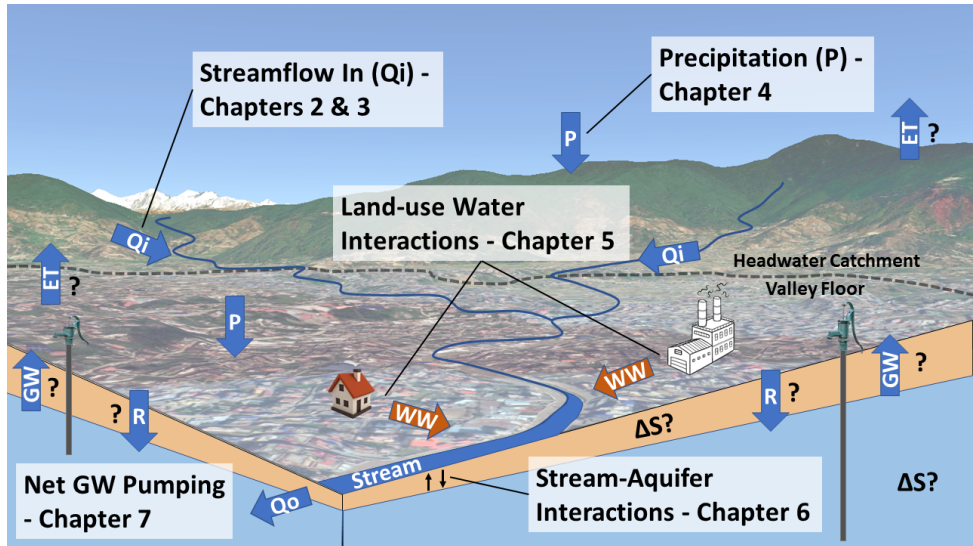 Streamflow In (Qi) -
Chapters 2 & 3
Precipitation (P) -
Chapter 4
P
ET ?
Land-use Water
Interactions - Chapter 5
Qi
Qi
Headwater Catchment
Valley Floor
ET ?
P
GW ?
? R
WW
WW
R ?
GW ?
ΔS?
Stream
Net GW Pumping
- Chapter 7
Qo
Stream-Aquifer
Interactions - Chapter 6
ΔS?